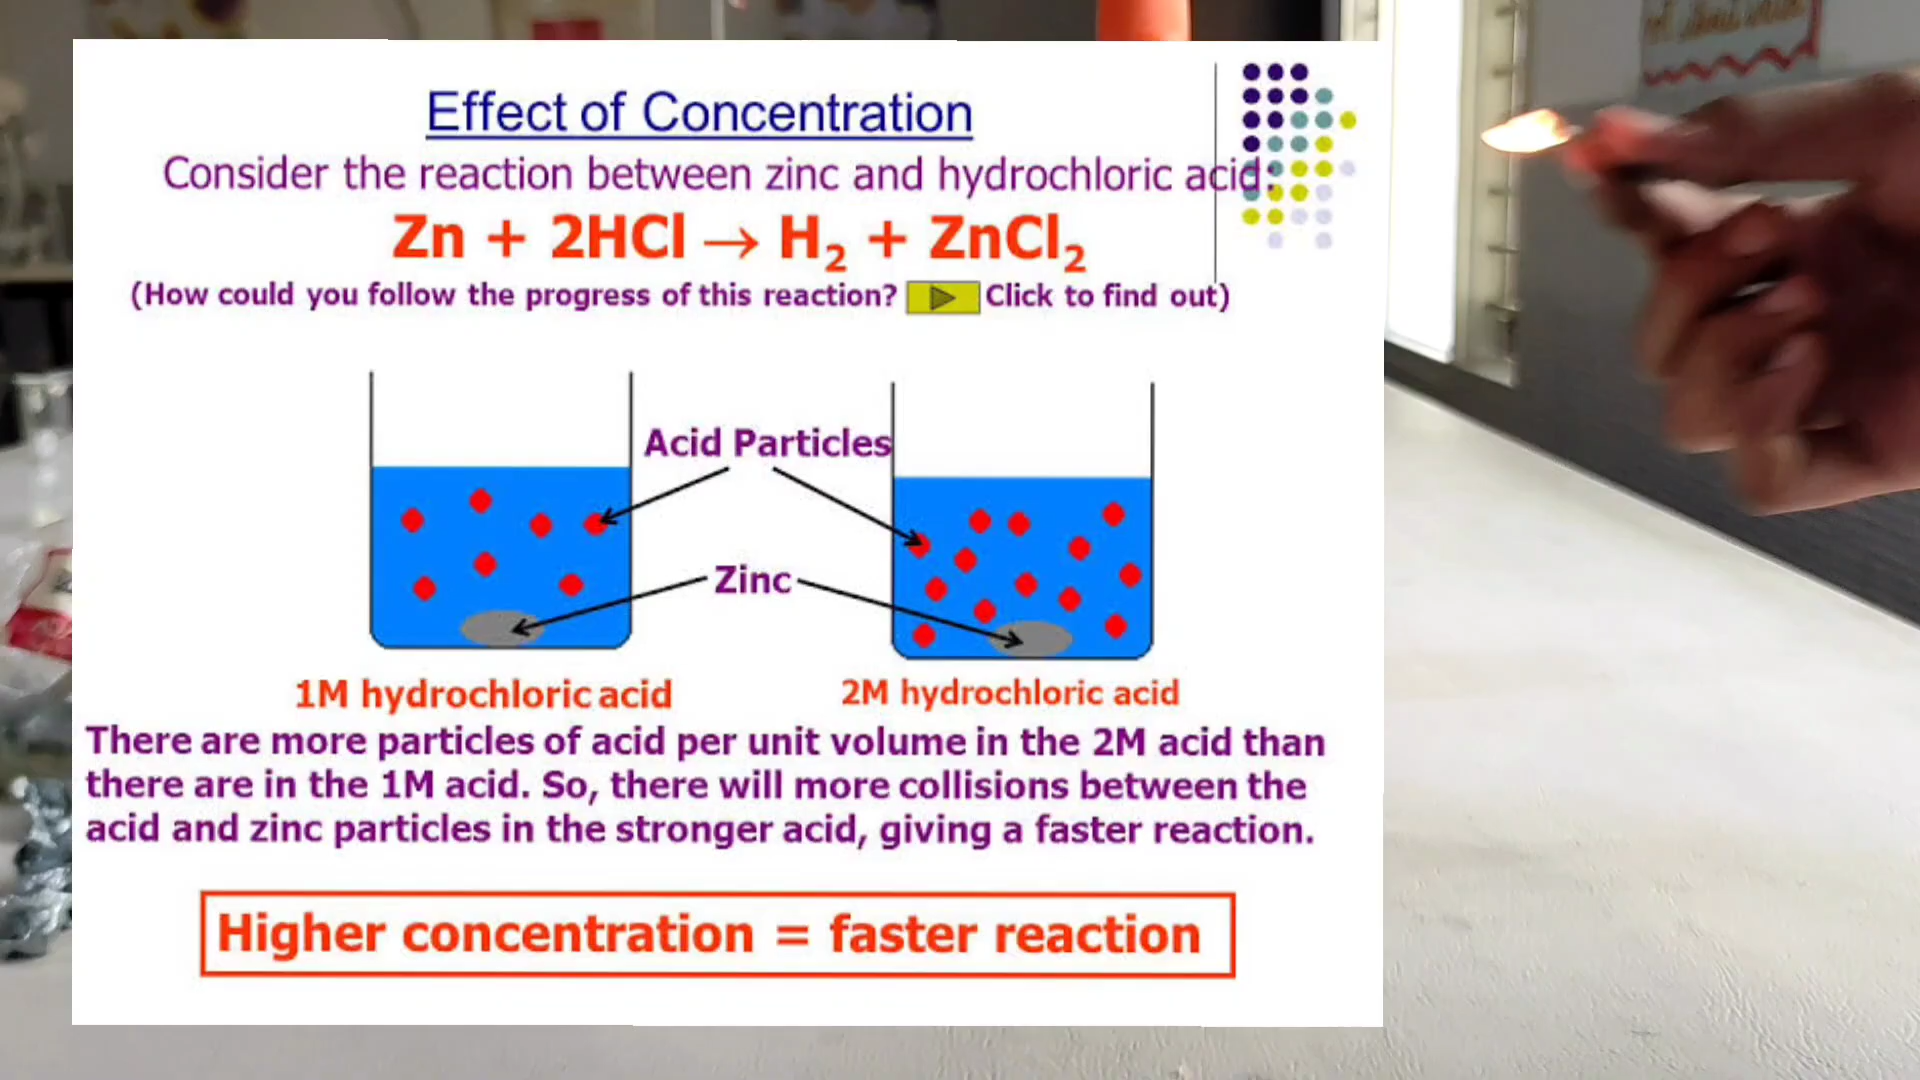 Effect of Concentration
Consider the reaction between zinc and hydrochloric acid:
Zn + 2HCl → H₂ + ZnCl₂
(How could you follow the progress of this reaction? Click to find out)
Acid Particles
Zinc
1M hydrochloric acid
2M hydrochloric acid
There are more particles of acid per unit volume in the 2M acid than
there are in the 1M acid. So, there will more collisions between the
acid and zinc particles in the stronger acid, giving a faster reaction.
Higher concentration = faster reaction